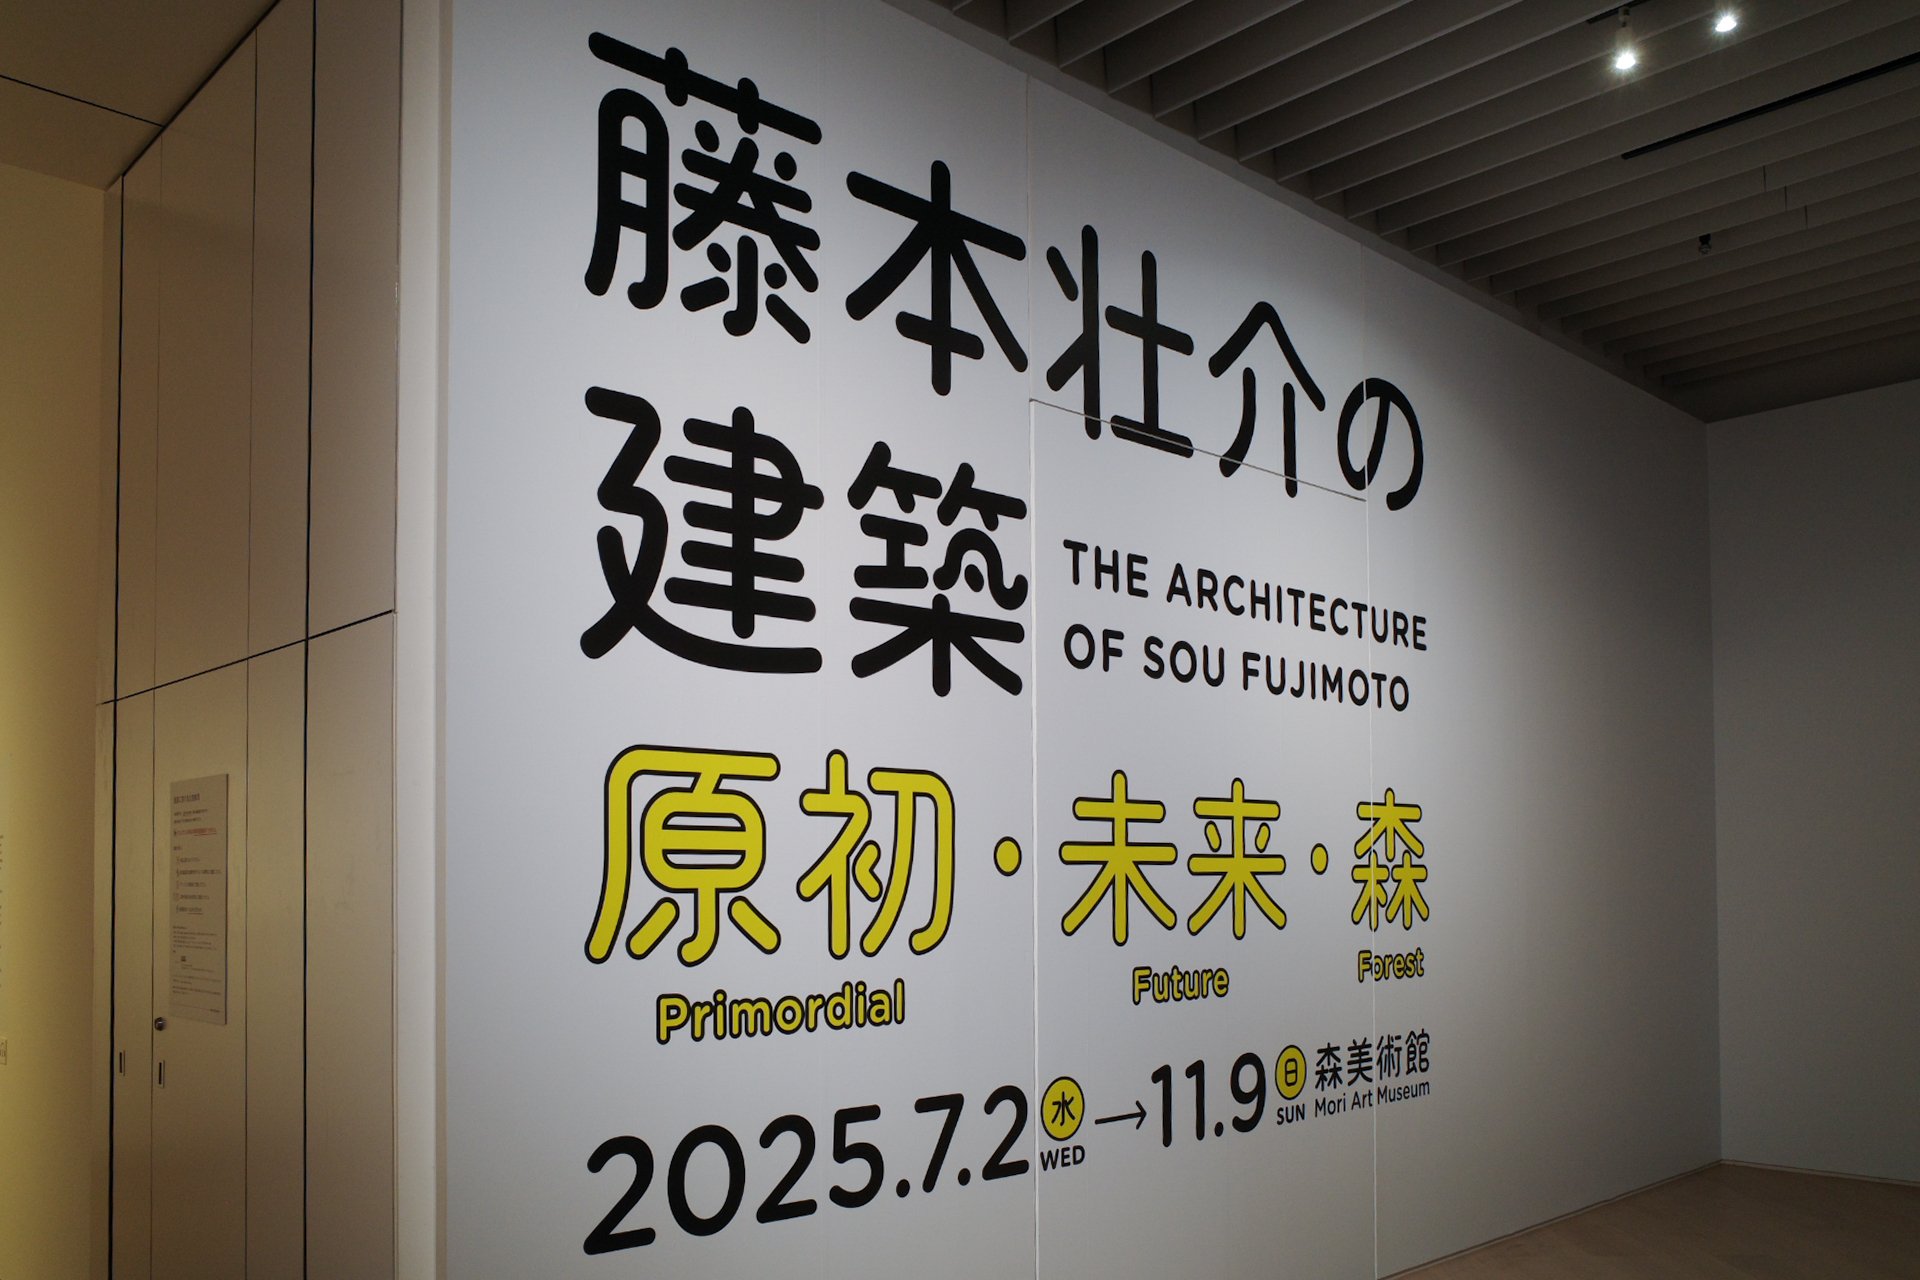 藤本壮介の
建築
THE ARCHITECTURE
OF SOU FUJIMOTO
原初・未来・森
Primordial Future Forest
2025.7.2 水 WED → 11.9 日 SUN
森美術館
Mori Art Museum